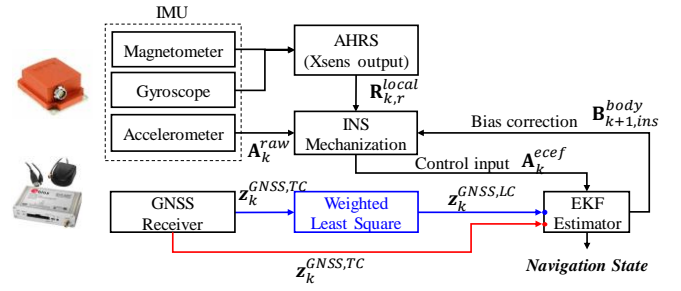 IMU
Magnetometer
Gyroscope
Accelerometer
AHRS
(Xsens output)
R_{k,r}^{local}
A_k^{raw}
INS
Mechanization
Bias correction
B_{k+1,ins}^{body}
Control input
A_k^{ecef}
GNSS
Receiver
z_k^{GNSS,TC}
Weighted
Least Square
z_k^{GNSS,LC}
EKF
Estimator
z_k^{GNSS,TC}
Navigation State